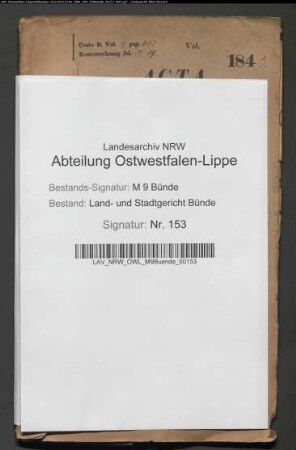 Vol.
184
ACTA
Landesarchiv NRW
Abteilung Ostwestfalen-Lippe
Bestands-Signatur: M 9 Bünde
Bestand: Land- und Stadtgericht Bünde
Signatur: Nr. 153
LAV_NRW_OWL_M9Buende_00153